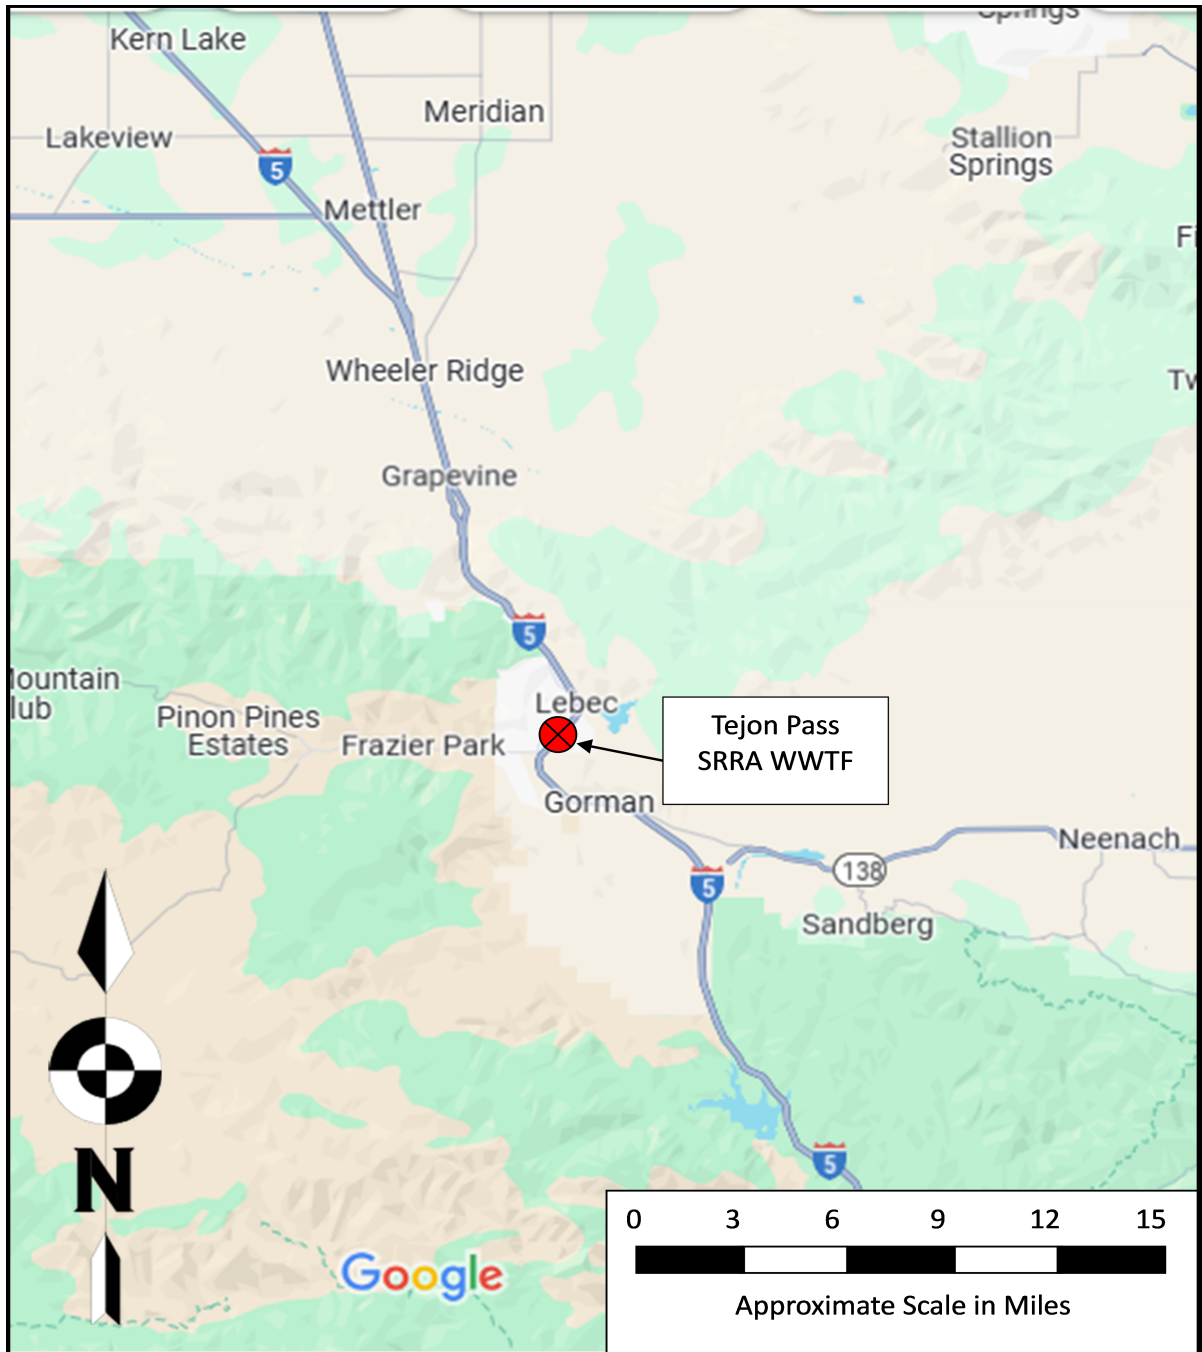 Springs
Kern Lake
Meridian
Lakeview
Stallion
Springs
5
Mettler
Wheeler Ridge
Grapevine
5
Lebec
Pinon Pines
Estates
Frazier Park
Tejon Pass
SRRA WWTF
Gorman
Neenach
138
5
Sandberg
5
N
Google
0 3 6 9 12 15
Approximate Scale in Miles